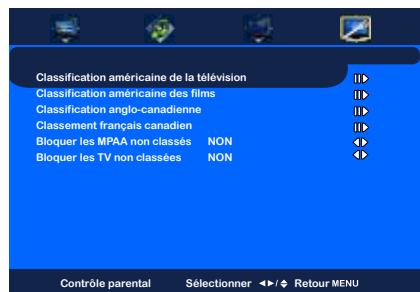 Classification américaine de la télévision
Classification américaine des films
Classification anglo-canadienne
Classement français canadien
Bloquer les MPAA non classés NON
Bloquer les TV non classées NON
Contrôle parental Sélectionner ◄►/ Retour MENU